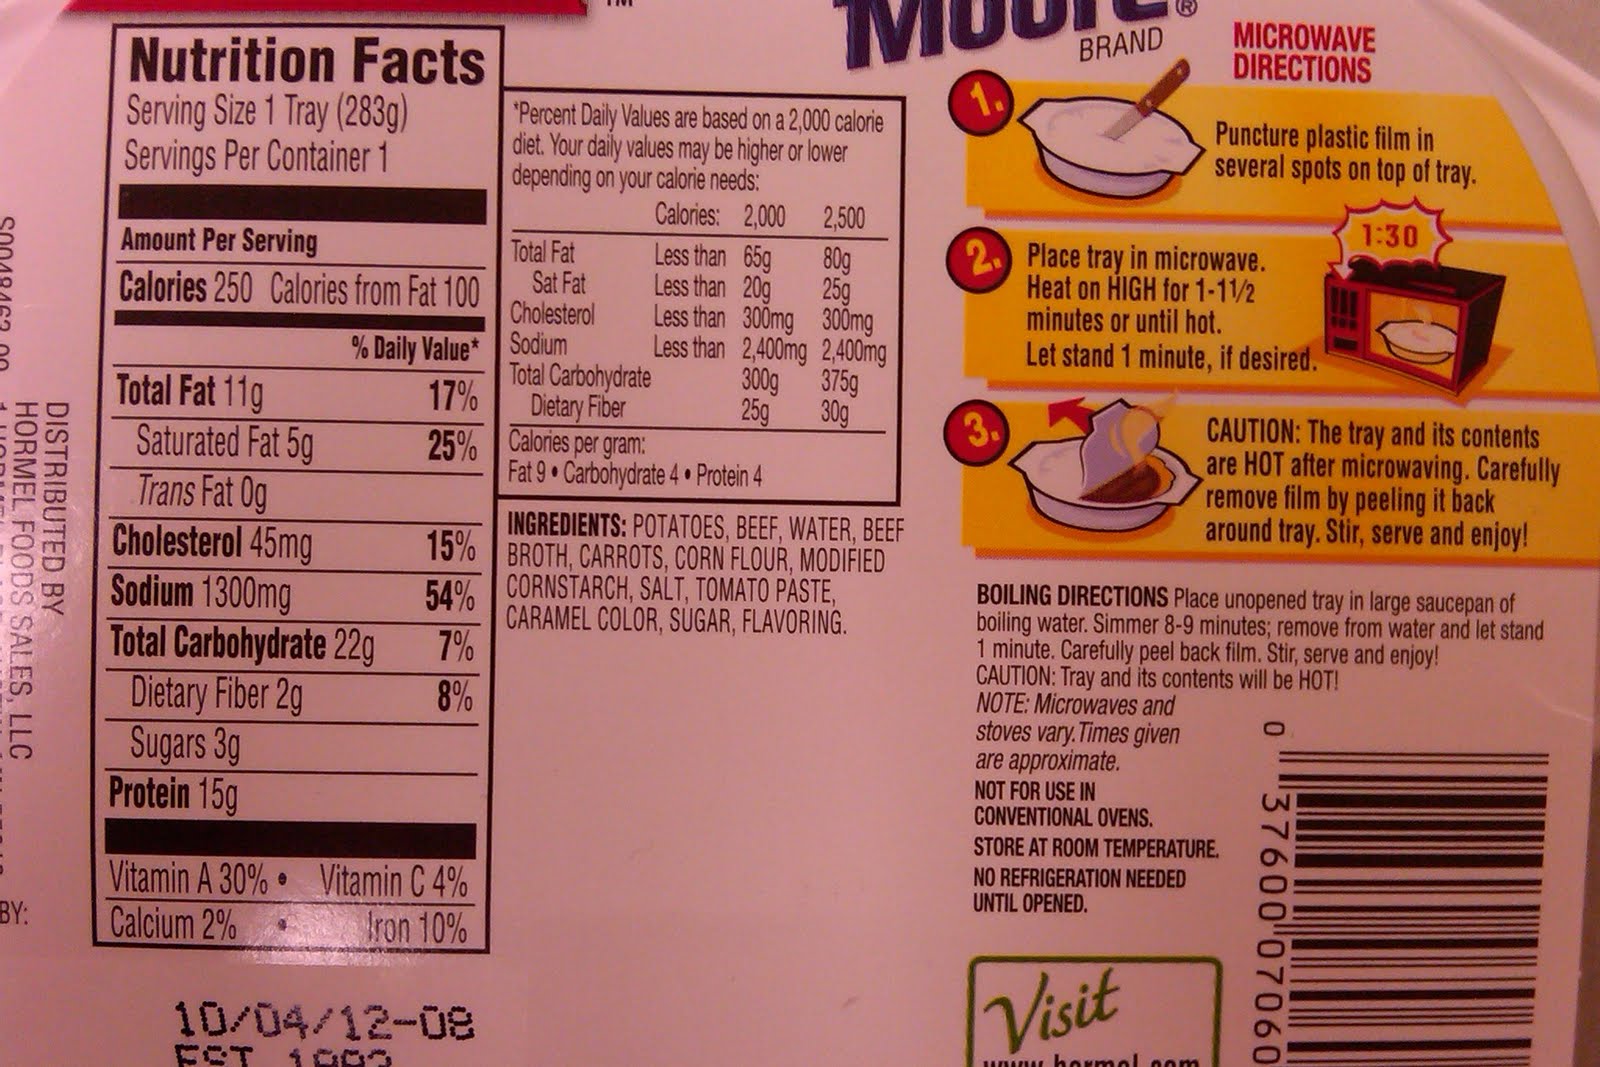 TM
Nutrition Facts
Serving Size 1 Tray (283g)
Servings Per Container 1
Amount Per Serving
Calories 250 Calories from Fat 100
% Daily Value*
Total Fat 11g 17%
Saturated Fat 5g 25%
Trans Fat 0g
Cholesterol 45mg 15%
Sodium 1300mg 54%
Total Carbohydrate 22g 7%
Dietary Fiber 2g 8%
Sugars 3g
Protein 15g
Vitamin A 30% • Vitamin C 4%
Calcium 2% • Iron 10%
10/04/12-08
DISTRIBUTED BY
HORMEL FOODS SALES, LLC
BY:
*Percent Daily Values are based on a 2,000 calorie
diet. Your daily values may be higher or lower
depending on your calorie needs:
Calories: 2,000 2,500
Total Fat Less than 65g 80g
Sat Fat Less than 20g 25g
Cholesterol Less than 300mg 300mg
Sodium Less than 2,400mg 2,400mg
Total Carbohydrate 300g 375g
Dietary Fiber 25g 30g
Calories per gram:
Fat 9 • Carbohydrate 4 • Protein 4
INGREDIENTS: POTATOES, BEEF, WATER, BEEF
BROTH, CARROTS, CORN FLOUR, MODIFIED
CORNSTARCH, SALT, TOMATO PASTE,
CARAMEL COLOR, SUGAR, FLAVORING.
Moore®
BRAND
MICROWAVE
DIRECTIONS
1.
Puncture plastic film in
several spots on top of tray.
2.
Place tray in microwave.
Heat on HIGH for 1-1 1/2
minutes or until hot.
Let stand 1 minute, if desired.
1:30
3.
CAUTION: The tray and its contents
are HOT after microwaving. Carefully
remove film by peeling it back
around tray. Stir, serve and enjoy!
BOILING DIRECTIONS Place unopened tray in large saucepan of
boiling water. Simmer 8-9 minutes; remove from water and let stand
1 minute. Carefully peel back film. Stir, serve and enjoy!
CAUTION: Tray and its contents will be HOT!
NOTE: Microwaves and
stoves vary. Times given
are approximate.
NOT FOR USE IN
CONVENTIONAL OVENS.
STORE AT ROOM TEMPERATURE.
NO REFRIGERATION NEEDED
UNTIL OPENED.
Visit
www.hormel.com
0 37600 07060